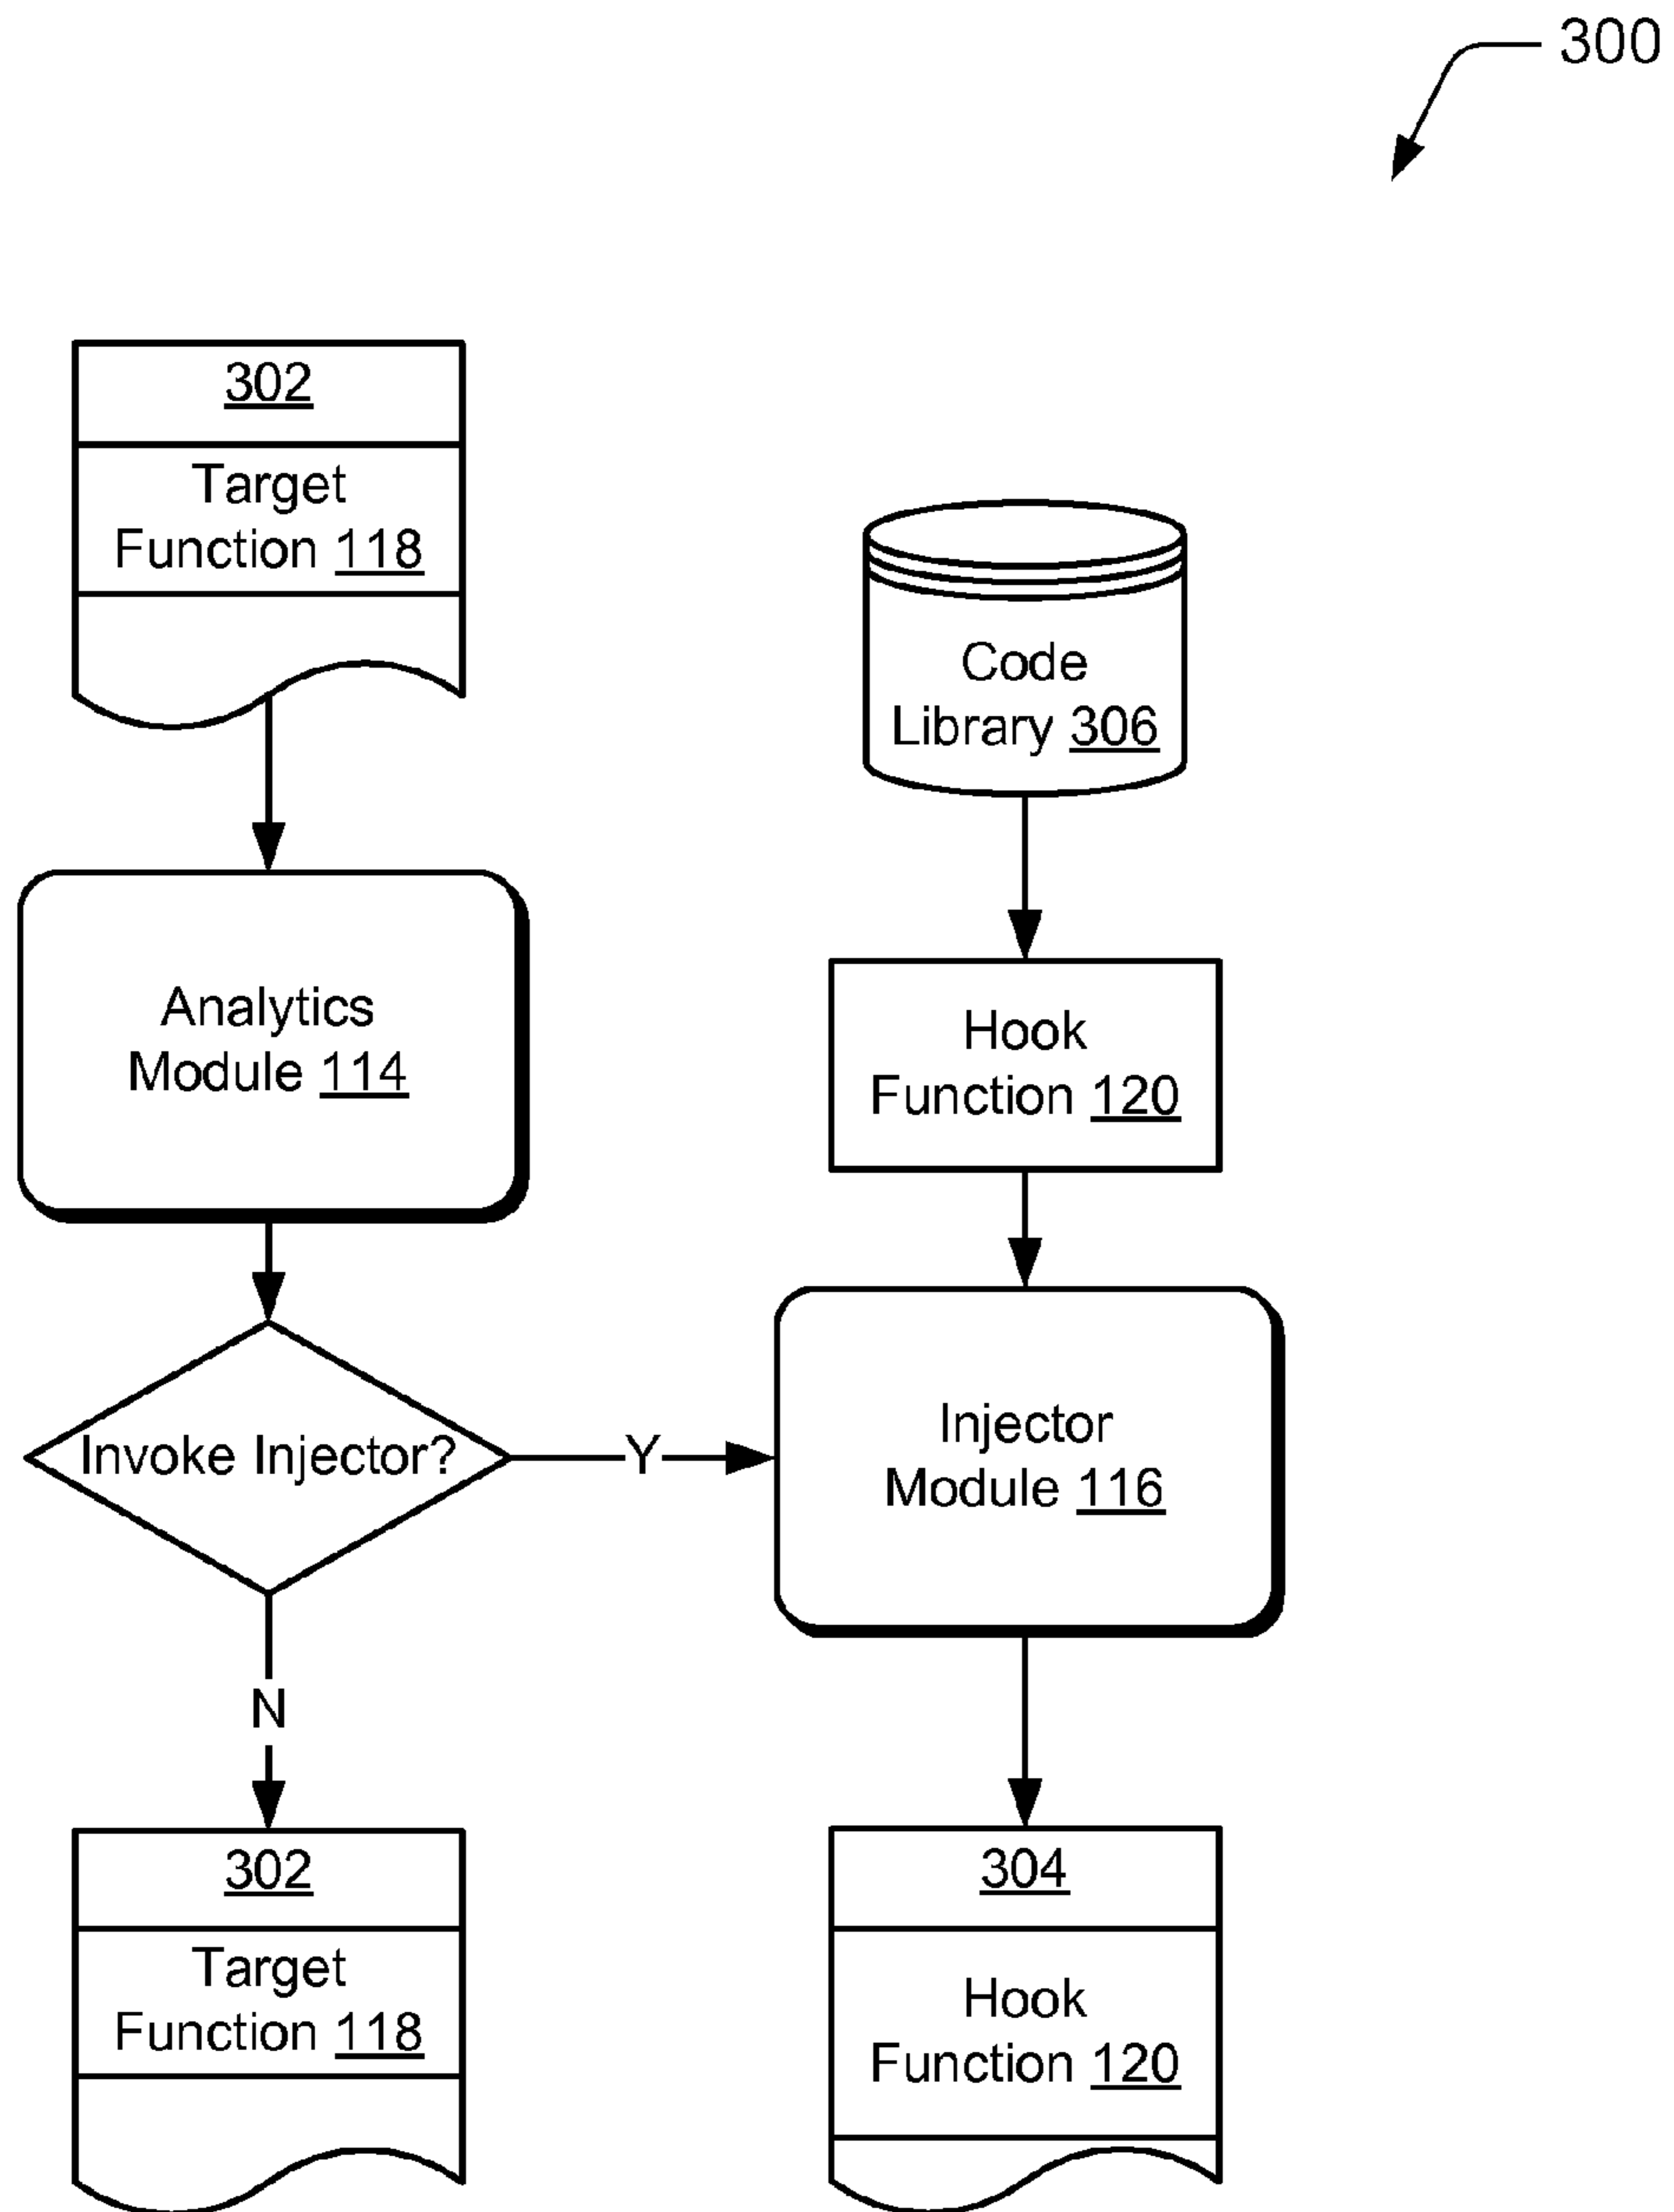 300
302
Target
Function 118
Code
Library 306
Analytics
Module 114
Hook
Function 120
Invoke Injector?
Y
Injector
Module 116
N
302
Target
Function 118
304
Hook
Function 120